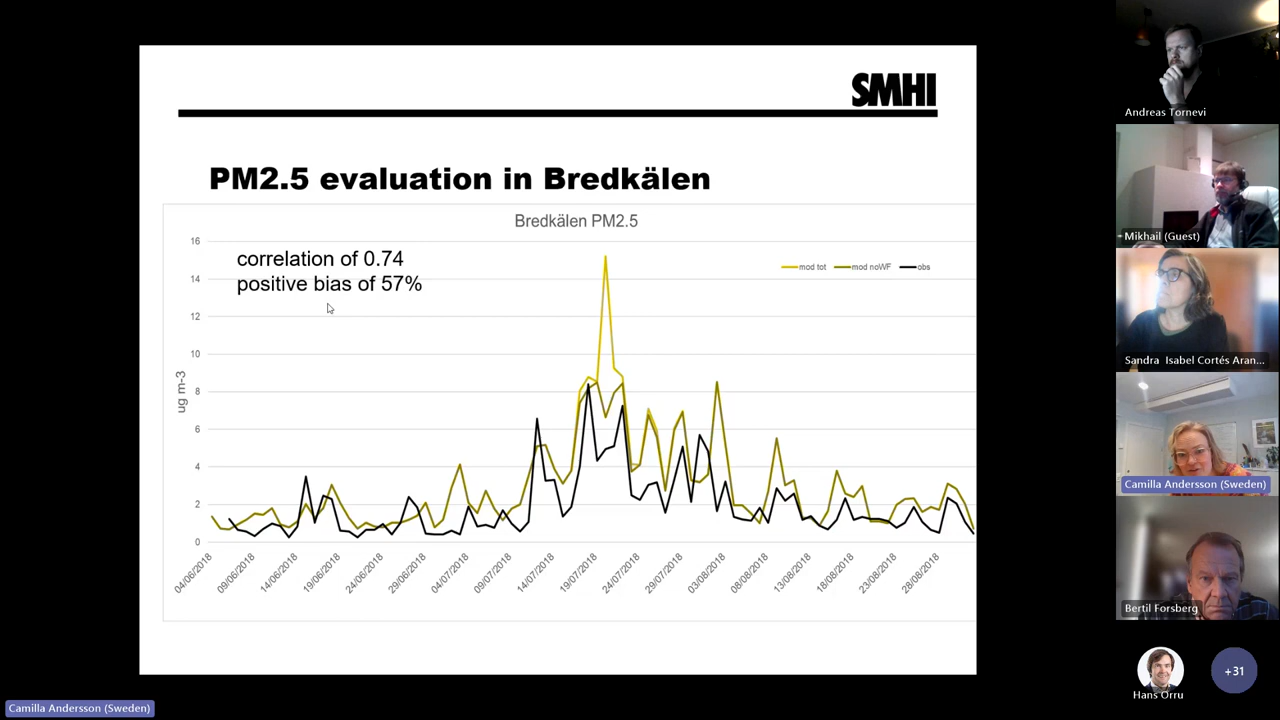 SMHI
PM2.5 evaluation in Bredkälen
Bredkälen PM2.5
correlation of 0.74
positive bias of 57%
mod tot
mod noWF
obs
ug m-3
16
14
12
10
8
6
4
2
0
04/06/2018
09/06/2018
14/06/2018
19/06/2018
24/06/2018
29/06/2018
04/07/2018
09/07/2018
14/07/2018
19/07/2018
24/07/2018
29/07/2018
03/08/2018
08/08/2018
13/08/2018
18/08/2018
23/08/2018
28/08/2018
Andreas Tornevi
Mikhail (Guest)
Sandra Isabel Cortés Aran...
Camilla Andersson (Sweden)
Bertil Forsberg
Hans Orru
+31
Camilla Andersson (Sweden)